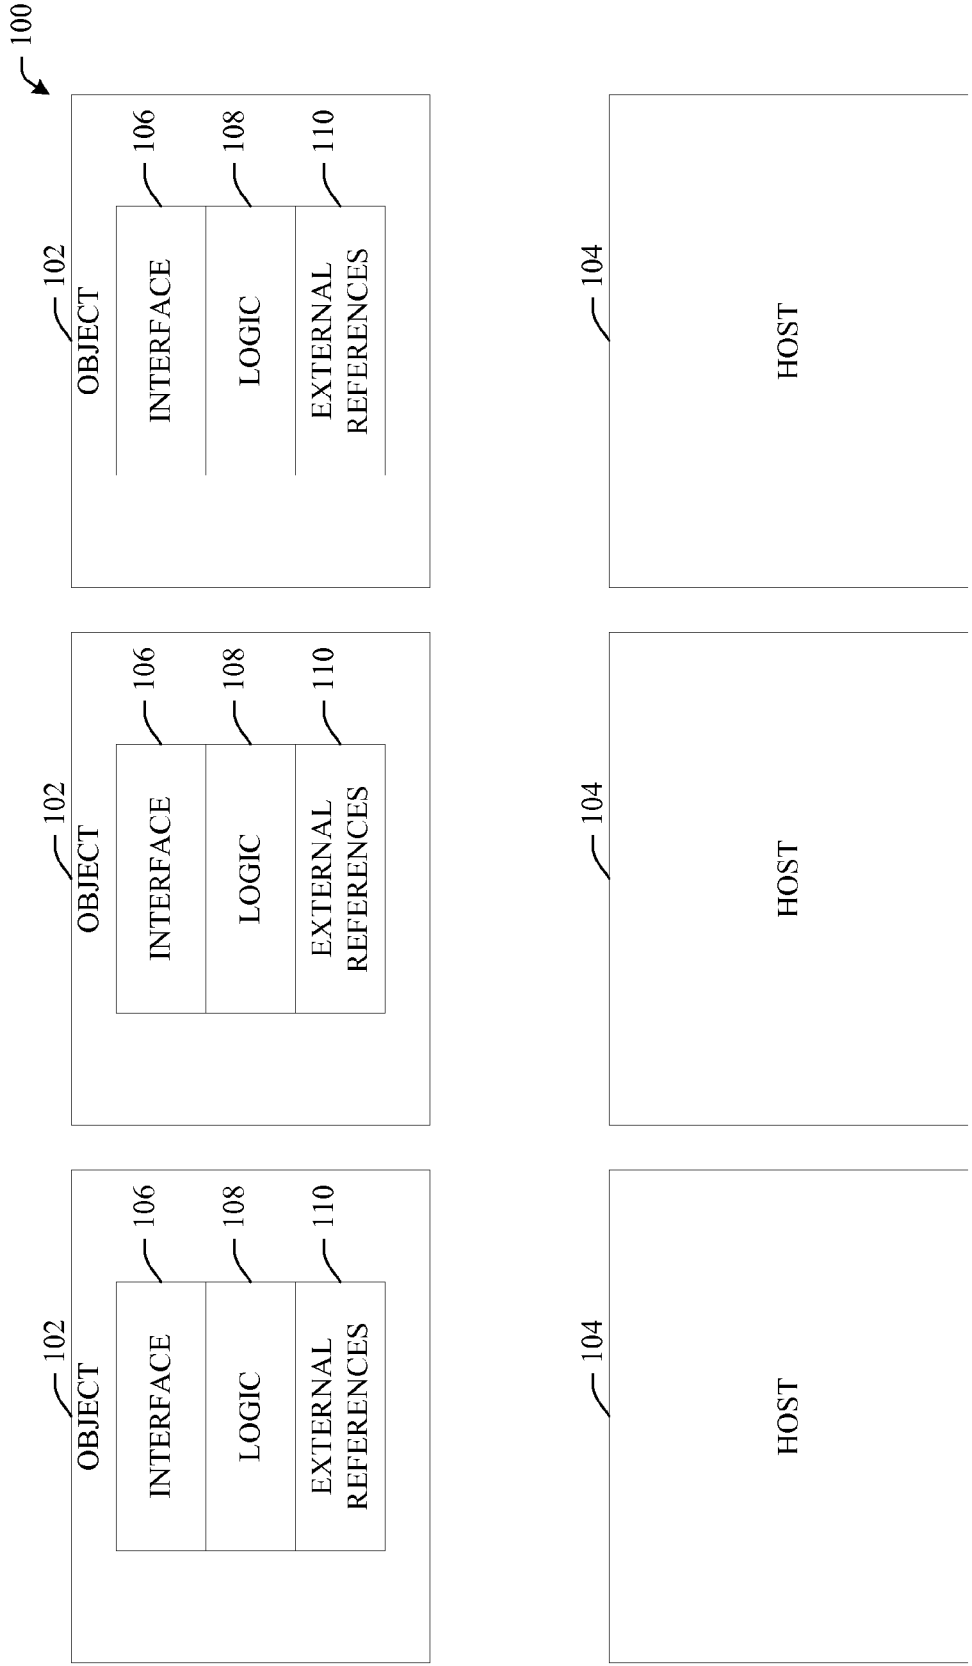 100
102
102
102
OBJECT
OBJECT
OBJECT
106
106
106
INTERFACE
INTERFACE
INTERFACE
108
108
108
LOGIC
LOGIC
LOGIC
110
110
110
EXTERNAL
REFERENCES
EXTERNAL
REFERENCES
EXTERNAL
REFERENCES
104
104
104
HOST
HOST
HOST